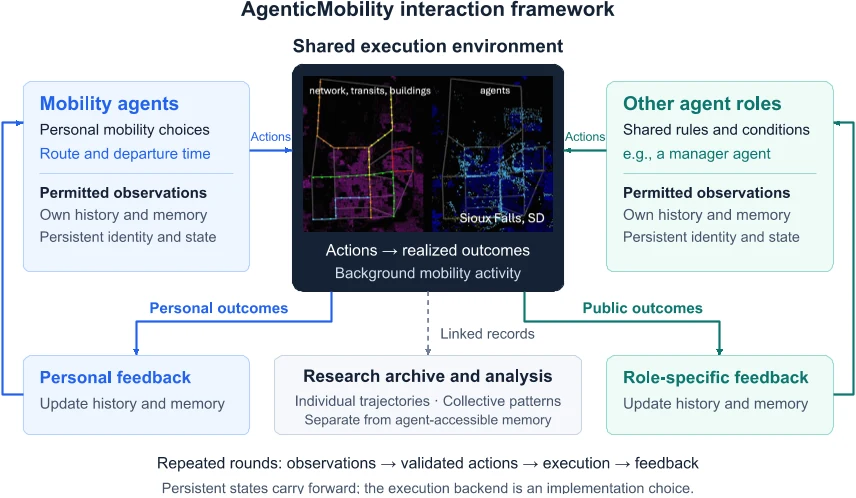 AgenticMobility interaction framework
Shared execution environment
Mobility agents
Personal mobility choices
Route and departure time
Permitted observations
Own history and memory
Persistent identity and state
Actions
network, transits, buildings
agents
Sioux Falls, SD
Actions → realized outcomes
Background mobility activity
Actions
Other agent roles
Shared rules and conditions
e.g., a manager agent
Permitted observations
Own history and memory
Persistent identity and state
Personal outcomes
Linked records
Public outcomes
Personal feedback
Update history and memory
Research archive and analysis
Individual trajectories · Collective patterns
Separate from agent-accessible memory
Role-specific feedback
Update history and memory
Repeated rounds: observations → validated actions → execution → feedback
Persistent states carry forward; the execution backend is an implementation choice.